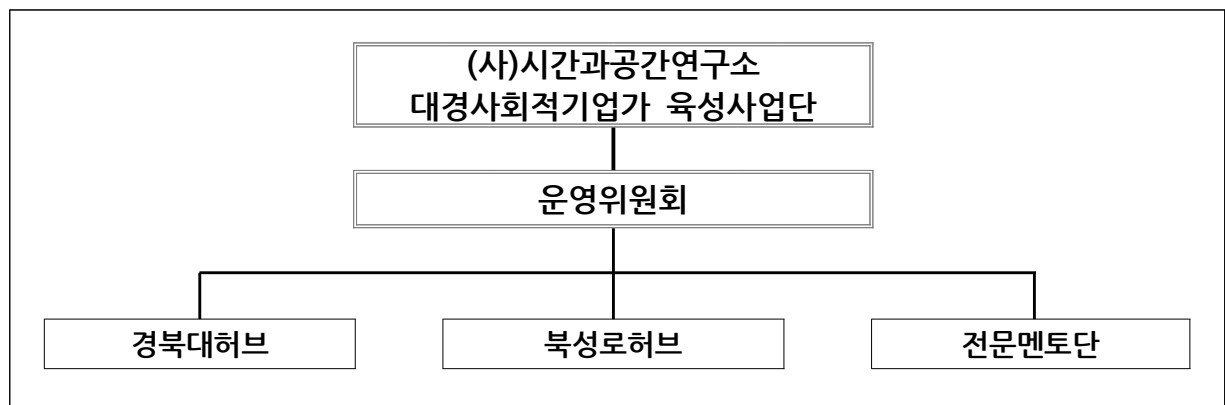 (사)시간과공간연구소
대경사회적기업가 육성사업단
운영위원회
경북대허브
북성로허브
전문멘토단